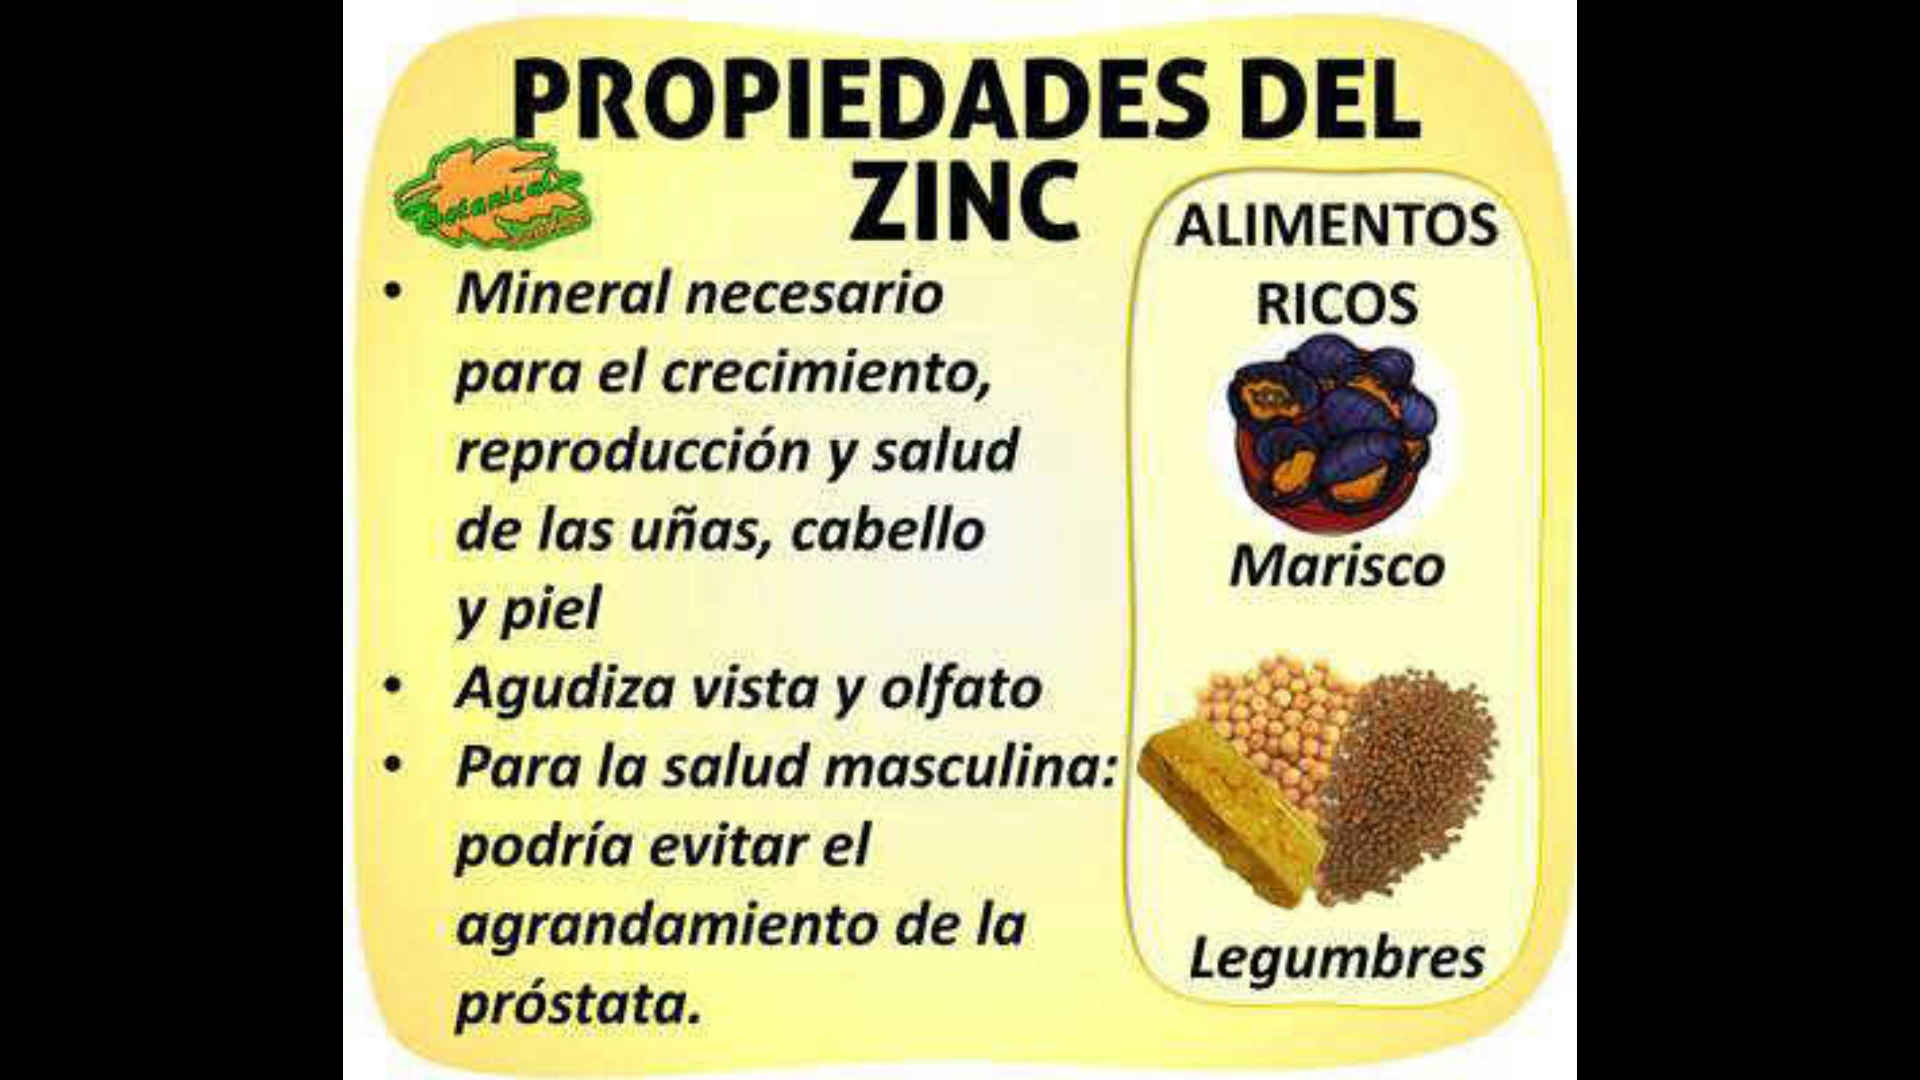 PROPIEDADES DEL
ZINC
Botanical
• Mineral necesario
para el crecimiento,
reproducción y salud
de las uñas, cabello
y piel
• Agudiza vista y olfato
• Para la salud masculina:
podría evitar el
agrandamiento de la
próstata.
ALIMENTOS
RICOS
Marisco
Legumbres